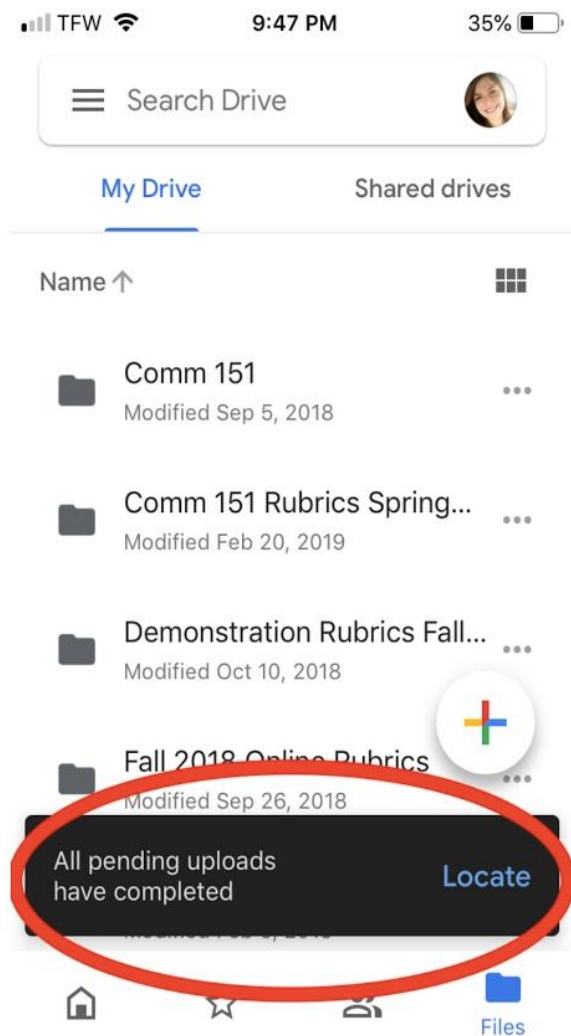 TFW 9:47 PM 35%
Search Drive
My Drive Shared drives
Name
Comm 151
Modified Sep 5, 2018
Comm 151 Rubrics Spring...
Modified Feb 20, 2019
Demonstration Rubrics Fall...
Modified Oct 10, 2018
Fall 2018 Online Rubrics
Modified Sep 26, 2018
All pending uploads
have completed
Locate
Files